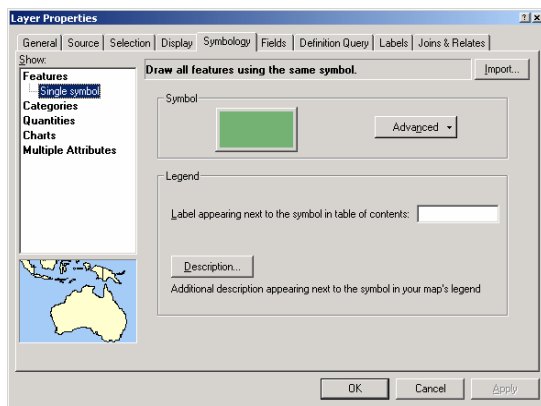 Layer Properties ? x
General Source Selection Display Symbology Fields Definition Query Labels Joins & Relates
Show:
Features
Single symbol
Categories
Quantities
Charts
Multiple Attributes
Draw all features using the same symbol.
Import...
Symbol
Advanced
Legend
Label appearing next to the symbol in table of contents:
Description...
Additional description appearing next to the symbol in your map's legend
OK Cancel Apply